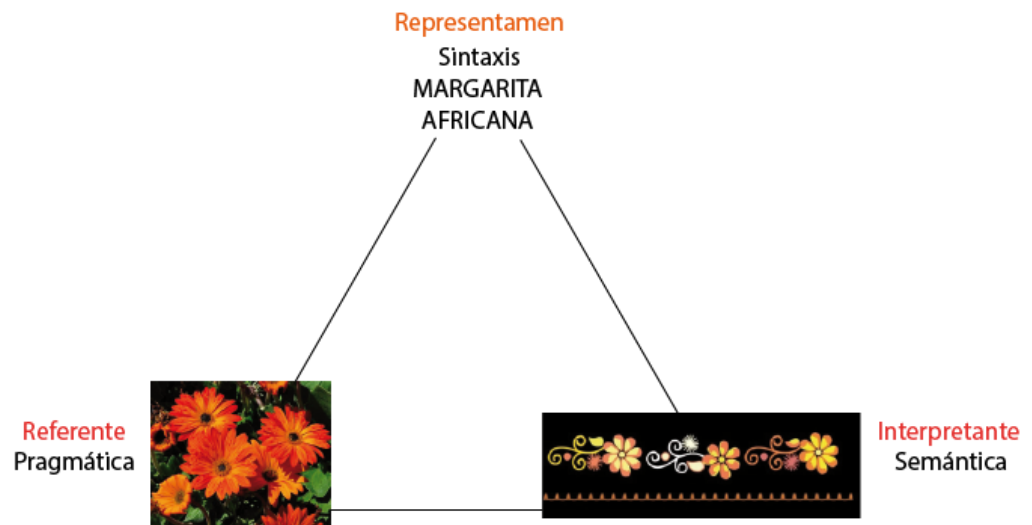 Representamen
Sintaxis
MARGARITA
AFRICANA
Referente
Pragmática
Interpretante
Semántica